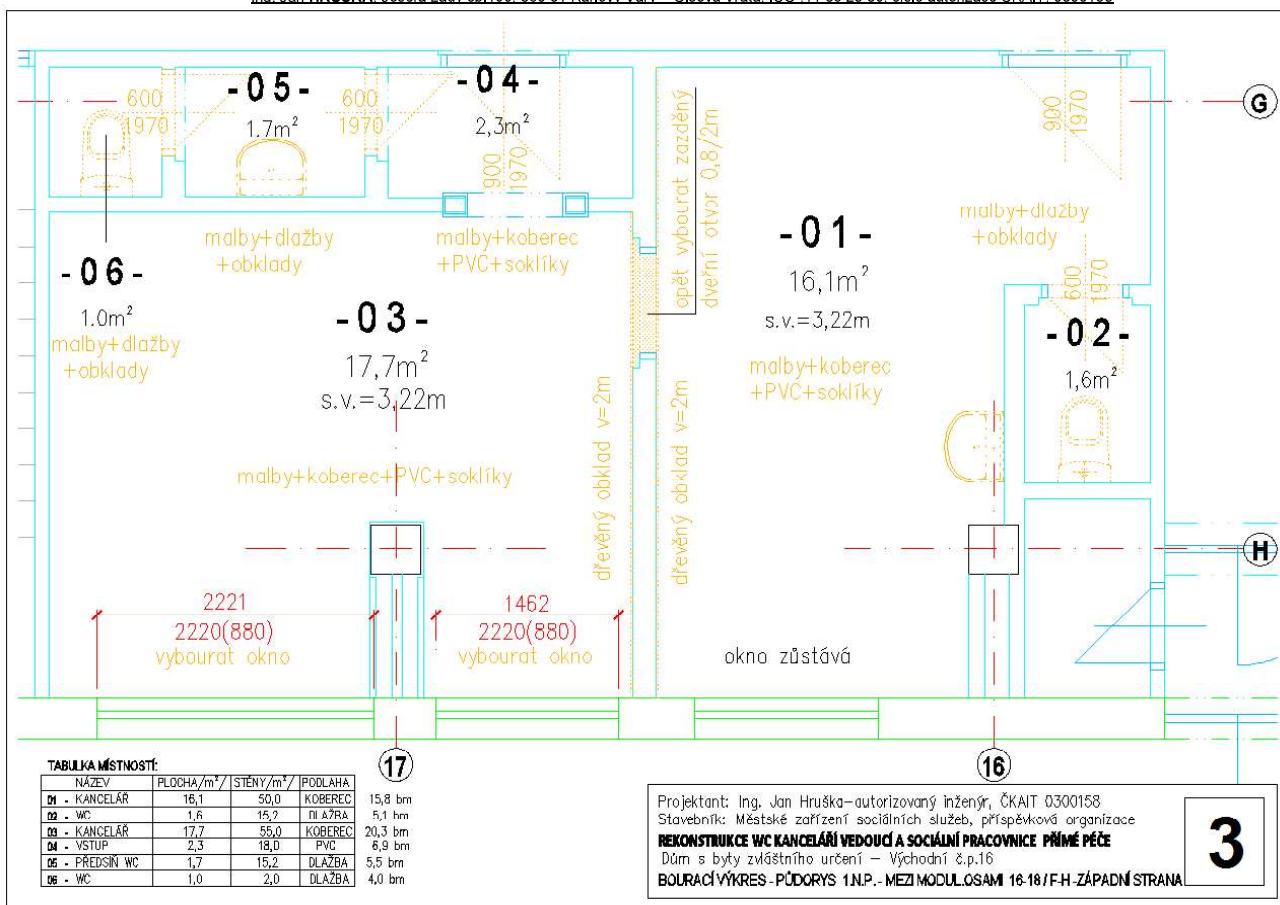 -05-
1.7m²
-04-
2,3m²
600
1970
600
1970
900
1970
900
1970
G
opět vybourat zazděný
dveřní otvor 0,8/2m
malby+dlažby
+obklady
malby+koberec
+PVC+soklíky
-01-
16,1m²
s.v.=3,22m
malby+dlažby
+obklady
-06-
1.0m²
malby+dlažby
+obklady
-03-
17,7m²
s.v.=3,22m
600
1970
-02-
1,6m²
malby+koberec
+PVC+soklíky
malby+koberec+PVC+soklíky
dřevěný obklad v=2m
dřevěný obklad v=2m
H
2221
2220(880)
vybourat okno
1462
2220(880)
vybourat okno
okno zůstává
17
16
TABULKA MÍSTNOSTÍ:
NÁZEV PLOCHA/m²/ STĚNY/m²/ PODLAHA
01 - KANCELÁŘ 16,1 50,0 KOBEREC 15,8 bm
02 - WC 1,6 15,2 DLAŽBA 5,1 bm
03 - KANCELÁŘ 17,7 55,0 KOBEREC 20,3 bm
04 - VSTUP 2,3 18,0 PVC 6,9 bm
05 - PŘEDSÍŇ WC 1,7 15,2 DLAŽBA 5,5 bm
06 - WC 1,0 2,0 DLAŽBA 4,0 bm
Projektant: Ing. Jan Hruška-autorizovaný inženýr, ČKAIT 0300158
Stavebník: Městské zařízení sociálních služeb, příspěvková organizace
REKONSTRUKCE WC KANCELÁŘÍ VEDOUCÍ A SOCIÁLNÍ PRACOVNICE PŘÍMÉ PÉČE
Dům s byty zvláštního určení – Východní č.p.16
BOURACÍ VÝKRES - PŮDORYS 1.N.P. - MEZI MODUL.OSAMI 16-18 / F-H -ZÁPADNÍ STRANA
3